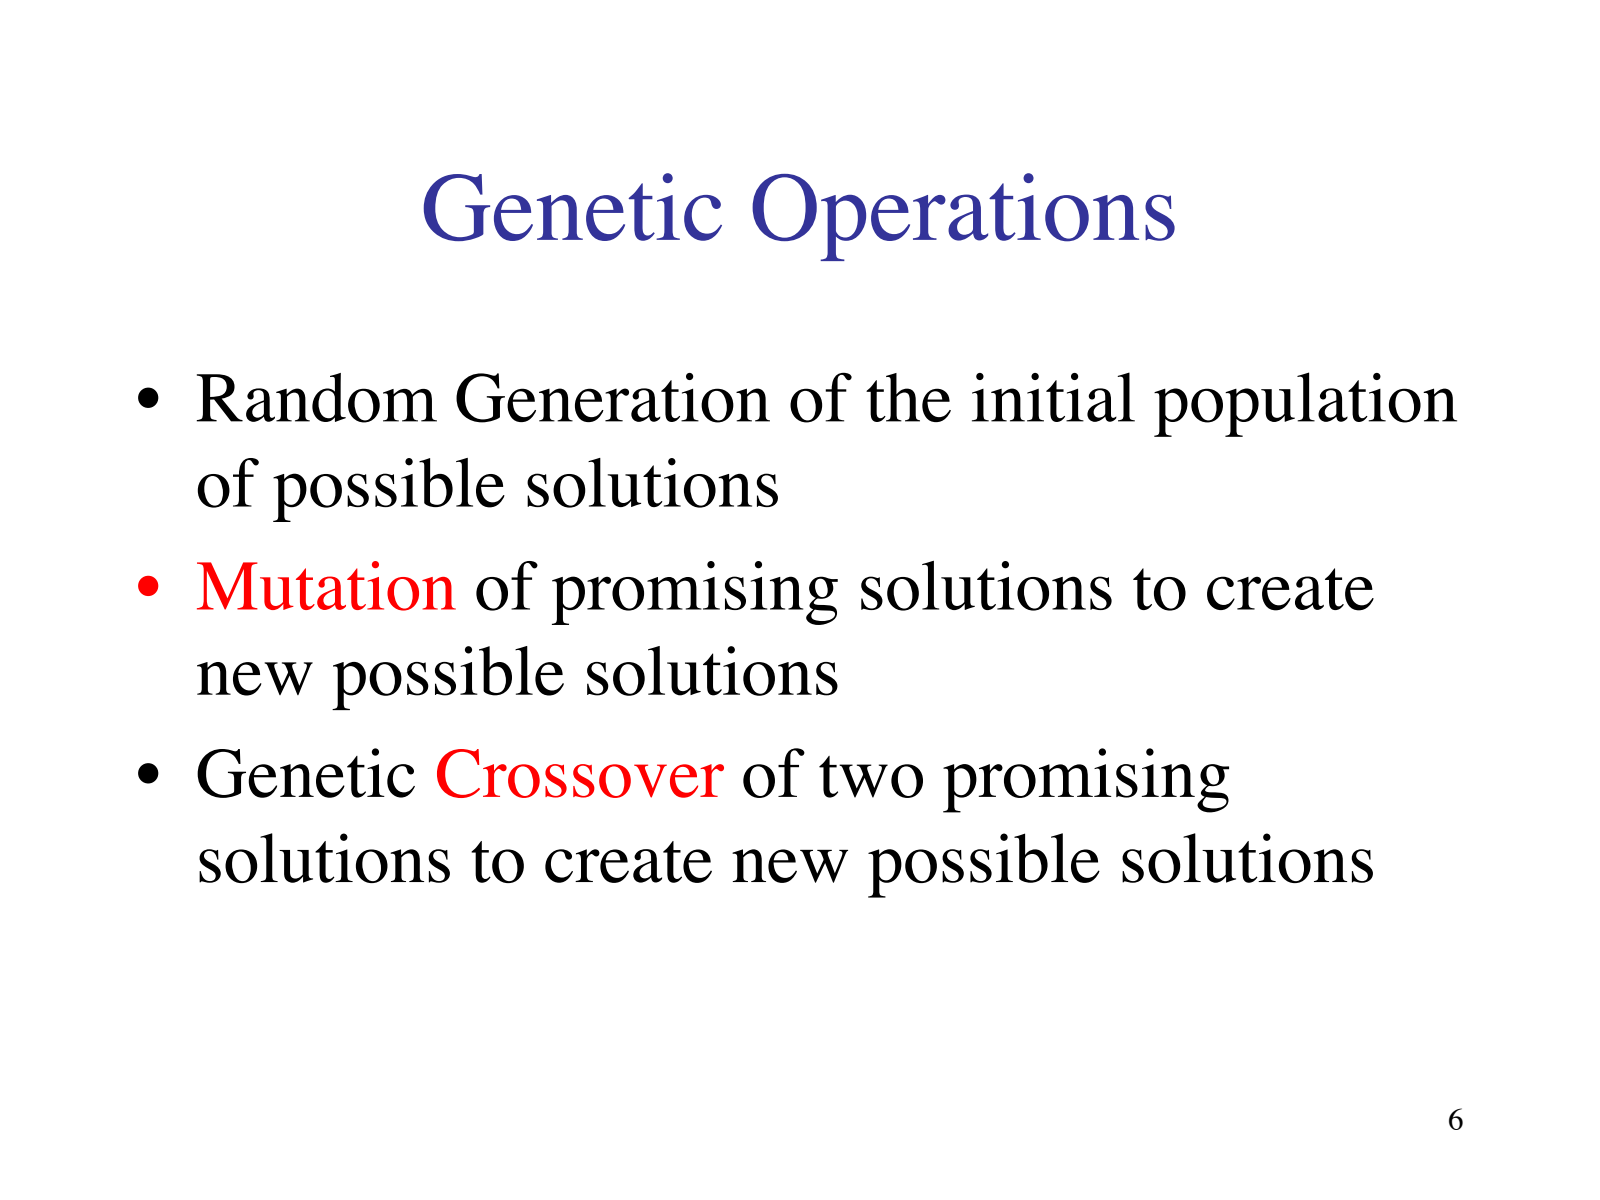 Genetic Operations
• Random Generation of the initial population
of possible solutions
• Mutation of promising solutions to create
new possible solutions
• Genetic Crossover of two promising
solutions to create new possible solutions
6